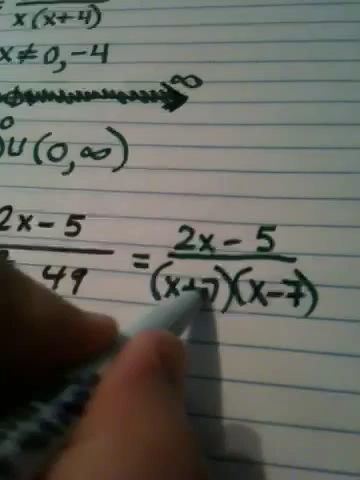 x(x+4)
x ≠ 0, -4
∞
0
)U(0, ∞)
2x - 5 = 2x - 5
49 (x+7)(x-7)